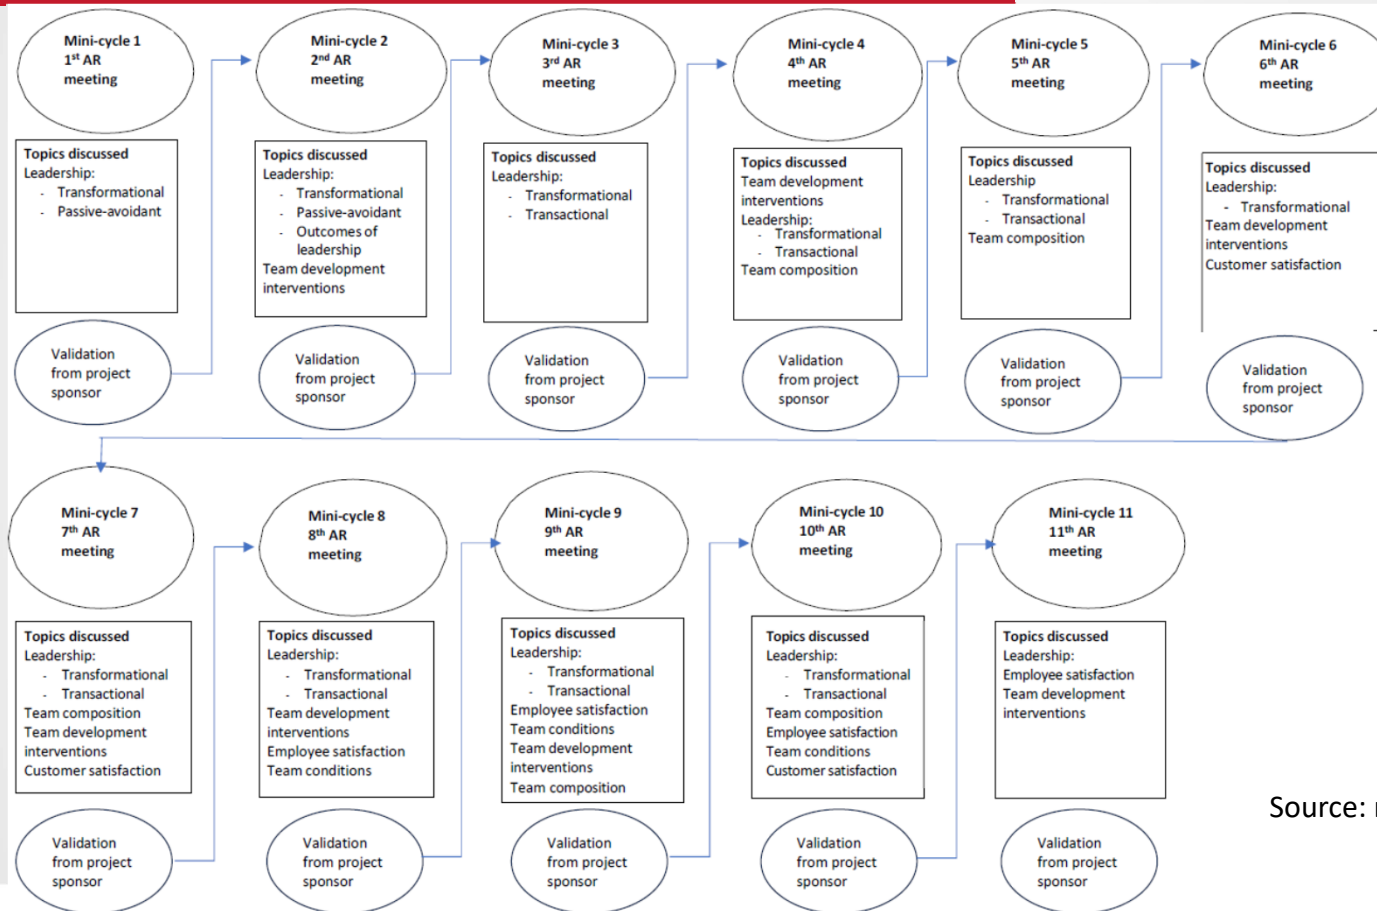 Mini-cycle 1
1st AR
meeting
Mini-cycle 2
2nd AR
meeting
Mini-cycle 3
3rd AR
meeting
Mini-cycle 4
4th AR
meeting
Mini-cycle 5
5th AR
meeting
Mini-cycle 6
6th AR
meeting
Topics discussed
Leadership:
- Transformational
- Passive-avoidant
Topics discussed
Leadership:
- Transformational
- Passive-avoidant
- Outcomes of
leadership
Team development
interventions
Topics discussed
Leadership:
- Transformational
- Transactional
Topics discussed
Team development
interventions
Leadership:
- Transformational
- Transactional
Team composition
Topics discussed
Leadership
- Transformational
- Transactional
Team composition
Topics discussed
Leadership:
- Transformational
Team development
interventions
Customer satisfaction
Validation
from project
sponsor
Validation
from project
sponsor
Validation
from project
sponsor
Validation
from project
sponsor
Validation
from project
sponsor
Validation
from project
sponsor
Mini-cycle 7
7th AR
meeting
Mini-cycle 8
8th AR
meeting
Mini-cycle 9
9th AR
meeting
Mini-cycle 10
10th AR
meeting
Mini-cycle 11
11th AR
meeting
Topics discussed
Leadership:
- Transformational
- Transactional
Team composition
Team development
interventions
Customer satisfaction
Topics discussed
Leadership:
- Transformational
- Transactional
Team development
interventions
Employee satisfaction
Team conditions
Topics discussed
Leadership:
- Transformational
- Transactional
Employee satisfaction
Team conditions
Team development
interventions
Team composition
Topics discussed
Leadership:
- Transformational
- Transactional
Team composition
Employee satisfaction
Team conditions
Customer satisfaction
Topics discussed
Leadership:
Employee satisfaction
Team development
interventions
Source:
Validation
from project
sponsor
Validation
from project
sponsor
Validation
from project
sponsor
Validation
from project
sponsor
Validation
from project
sponsor